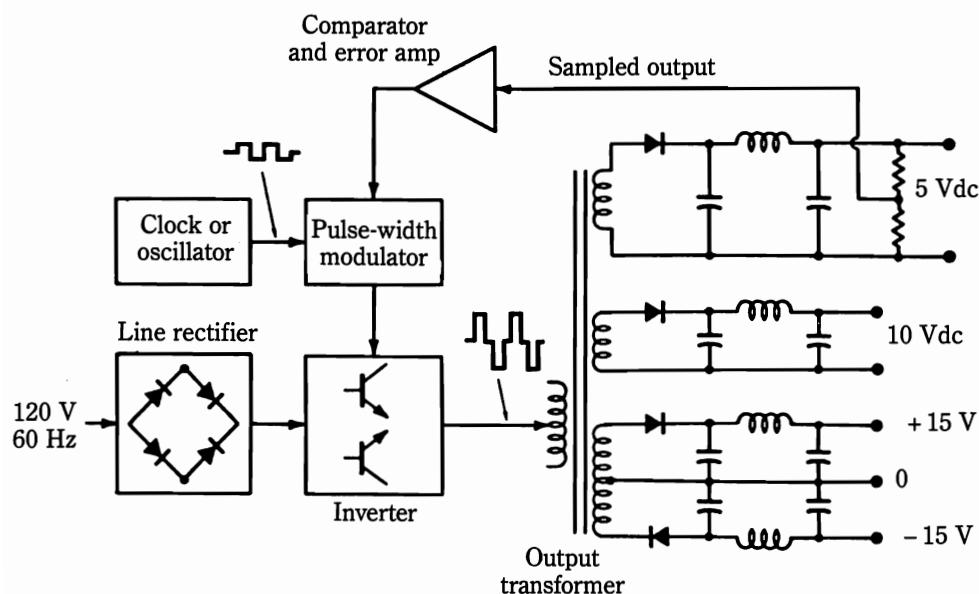 Comparator
and error amp
Sampled output
5 Vdc
Clock or
oscillator
Pulse-width
modulator
Line rectifier
10 Vdc
120 V
60 Hz
+15 V
0
Inverter
−15 V
Output
transformer